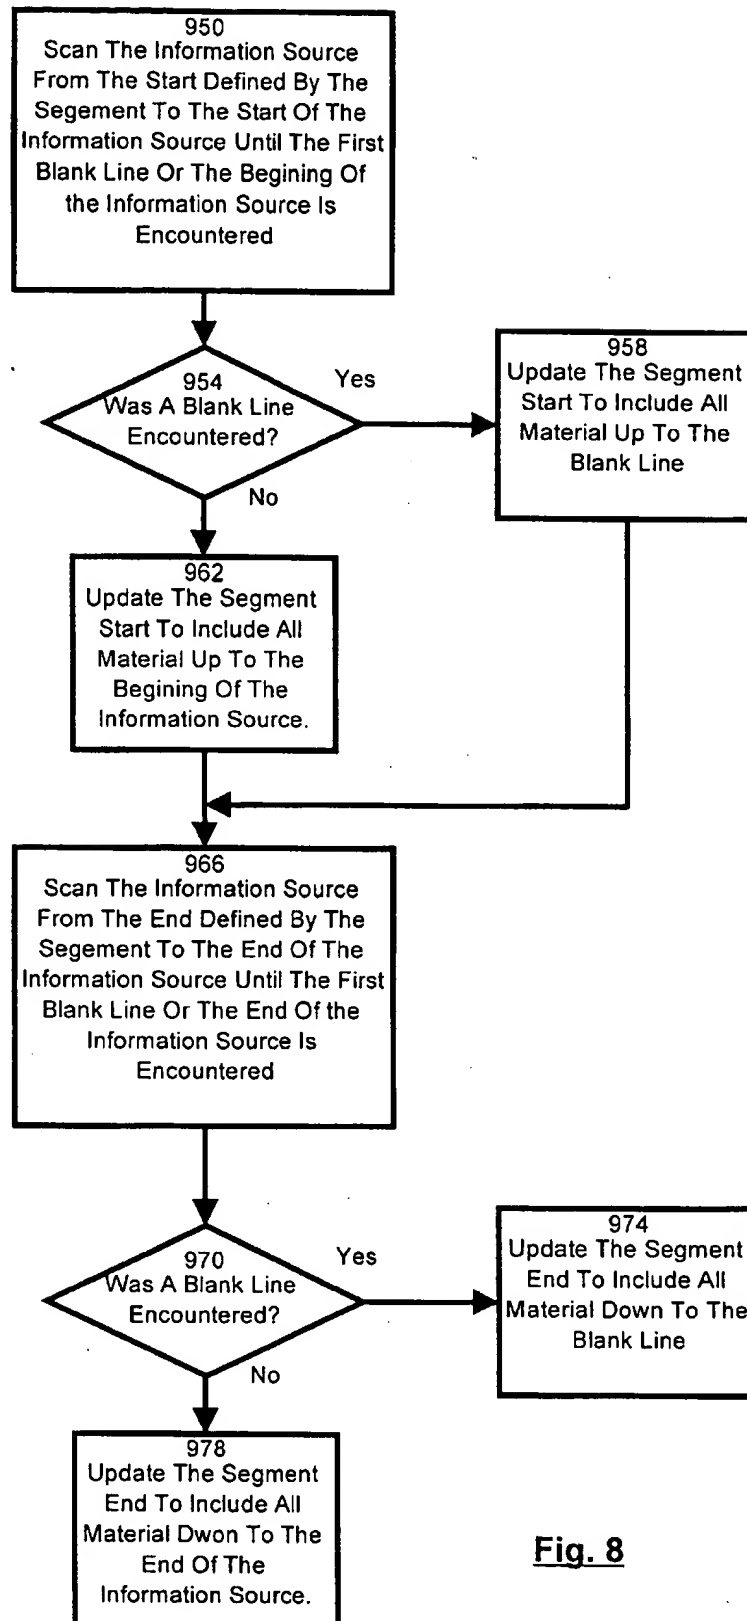 950
Scan The Information Source
From The Start Defined By The
Segement To The Start Of The
Information Source Until The First
Blank Line Or The Begining Of
the Information Source Is
Encountered
954
Was A Blank Line
Encountered?
Yes
No
958
Update The Segment
Start To Include All
Material Up To The
Blank Line
962
Update The Segment
Start To Include All
Material Up To The
Begining Of The
Information Source.
966
Scan The Information Source
From The End Defined By The
Segement To The End Of The
Information Source Until The First
Blank Line Or The End Of the
Information Source Is
Encountered
970
Was A Blank Line
Encountered?
Yes
No
974
Update The Segment
End To Include All
Material Down To The
Blank Line
978
Update The Segment
End To Include All
Material Dwon To The
End Of The
Information Source.
Fig. 8